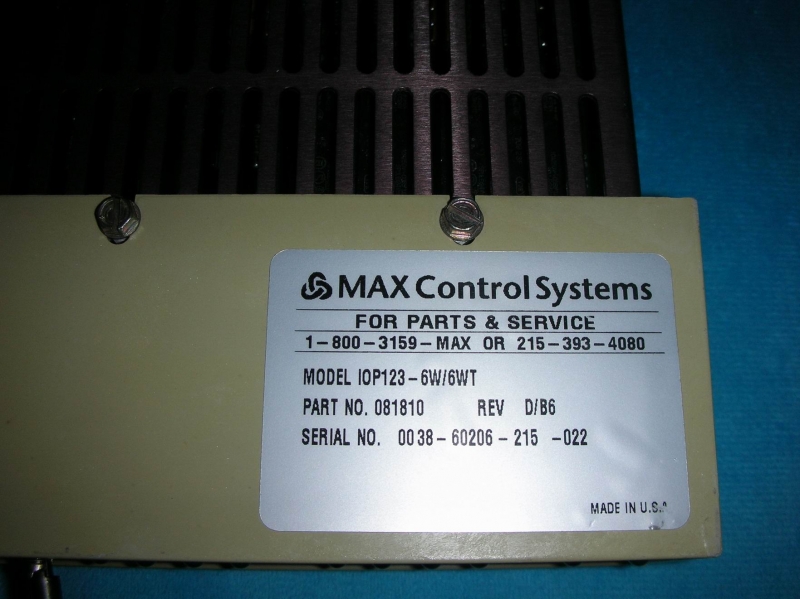 MAX Control Systems
FOR PARTS & SERVICE
1-800-3159-MAX OR 215-393-4080
MODEL IOP123-6W/6WT
PART NO. 081810 REV D/B6
SERIAL NO. 0038-60206-215 -022
MADE IN U.S.A